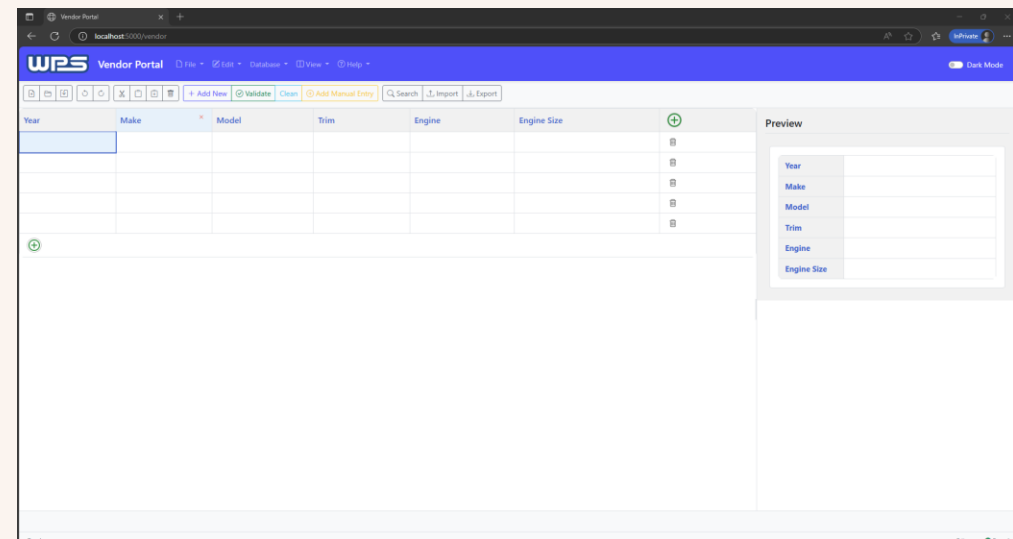 Vendor Portal
localhost:5000/vendor
InPrivate
WPS Vendor Portal File Edit Database View Help Dark Mode
+ Add New Validate Clean Add Manual Entry Search Import Export
Year Make Model Trim Engine Engine Size
Preview
Year
Make
Model
Trim
Engine
Engine Size